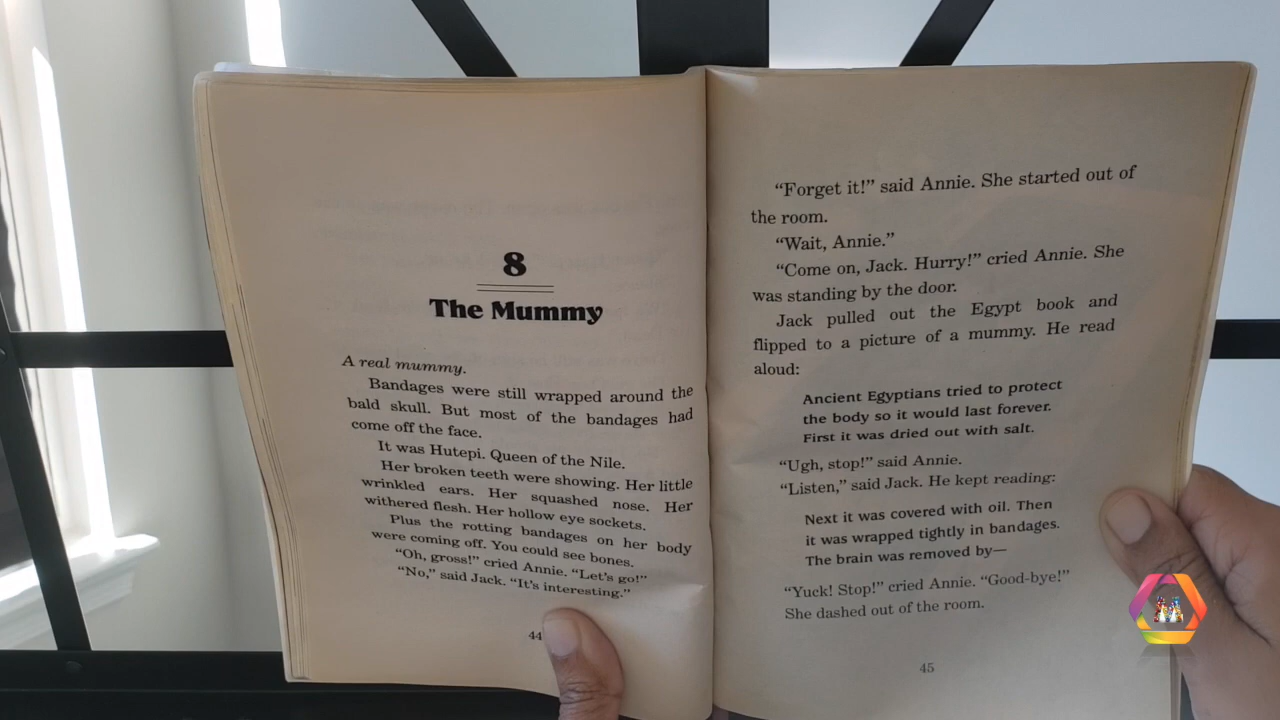 8
The Mummy
A real mummy.
Bandages were still wrapped around the
bald skull. But most of the bandages had
come off the face.
It was Hutepi. Queen of the Nile.
Her broken teeth were showing. Her little
wrinkled ears. Her squashed nose. Her
withered flesh. Her hollow eye sockets.
Plus the rotting bandages on her body
were coming off. You could see bones.
"Oh, gross!" cried Annie. "Let's go!"
"No," said Jack. "It's interesting."
44
"Forget it!" said Annie. She started out of
the room.
"Wait, Annie."
"Come on, Jack. Hurry!" cried Annie. She
was standing by the door.
Jack pulled out the Egypt book and
flipped to a picture of a mummy. He read
aloud:
Ancient Egyptians tried to protect
the body so it would last forever.
First it was dried out with salt.
"Ugh, stop!" said Annie.
"Listen," said Jack. He kept reading:
Next it was covered with oil. Then
it was wrapped tightly in bandages.
The brain was removed by—
"Yuck! Stop!" cried Annie. "Good-bye!"
She dashed out of the room.
45